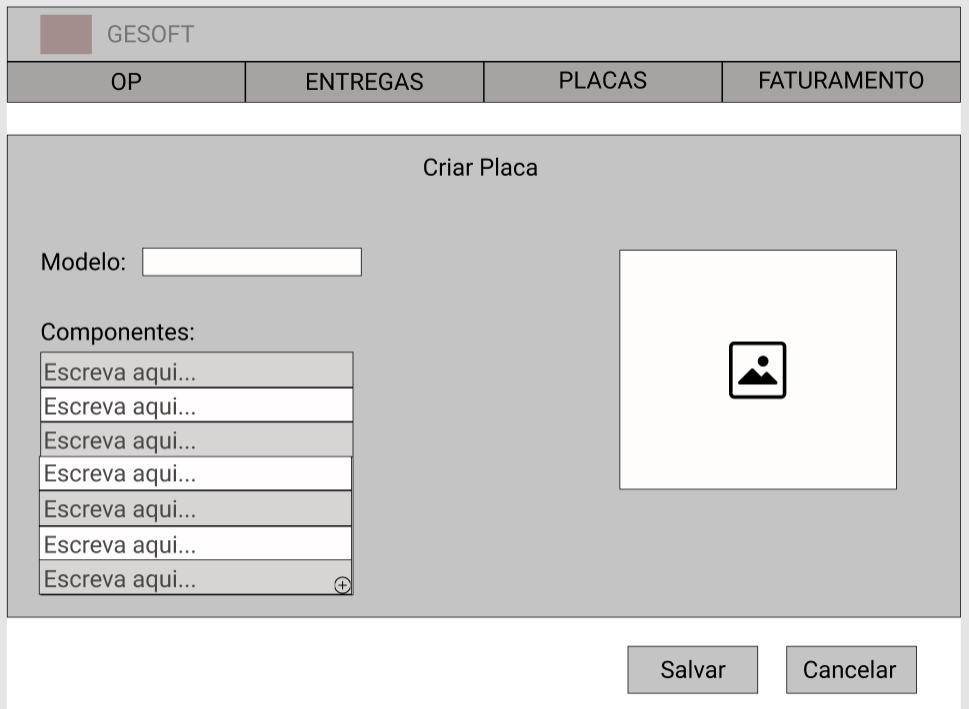 GESOFT
OP ENTREGAS PLACAS FATURAMENTO
Criar Placa
Modelo:
Componentes:
Escreva aqui...
Escreva aqui...
Escreva aqui...
Escreva aqui...
Escreva aqui...
Escreva aqui...
Escreva aqui...
Salvar Cancelar